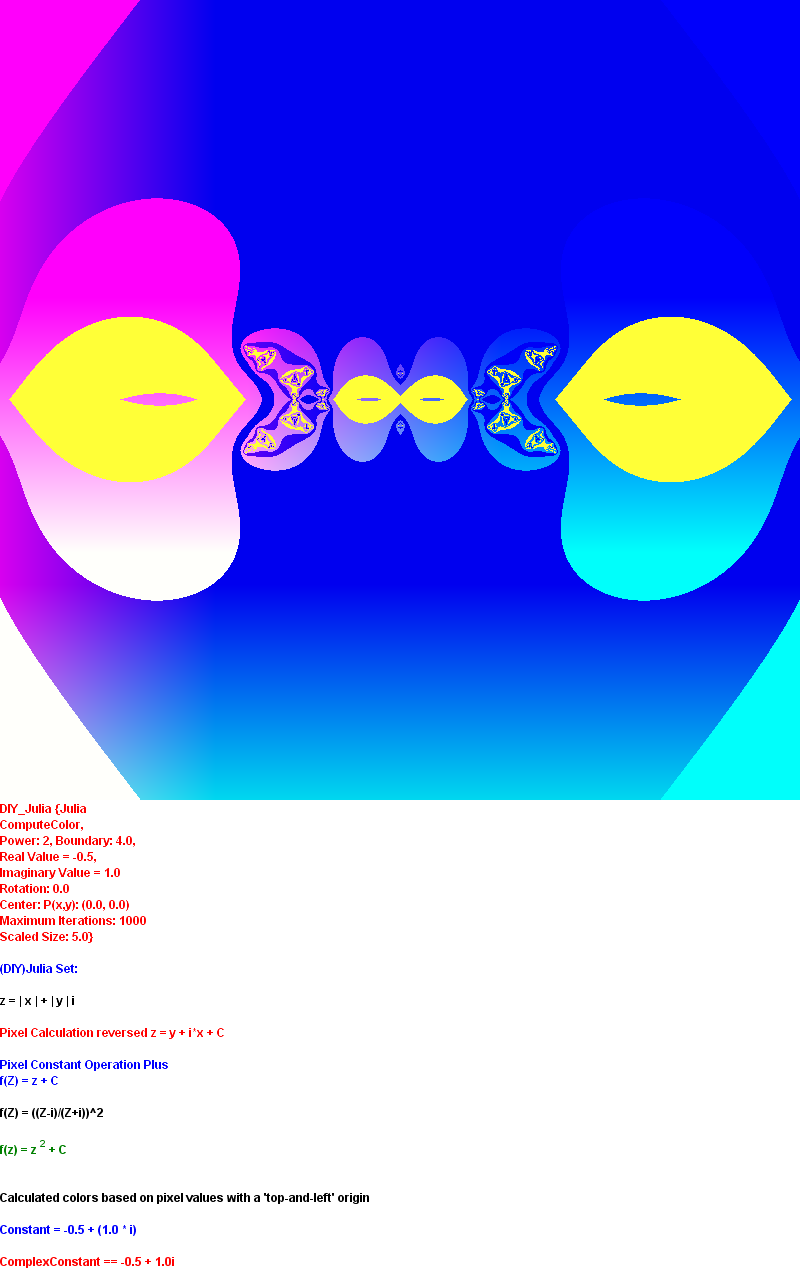 DIY_Julia {Julia
ComputeColor,
Power: 2, Boundary: 4.0,
Real Value = -0.5,
Imaginary Value = 1.0
Rotation: 0.0
Center: P(x,y): (0.0, 0.0)
Maximum Iterations: 1000
Scaled Size: 5.0}
(DIY)Julia Set:
z = | x | + | y | i
Pixel Calculation reversed z = y + i*x + C
Pixel Constant Operation Plus
f(Z) = z + C
f(Z) = ((Z-i)/(Z+i))^2
f(z) = z 2 + C
Calculated colors based on pixel values with a 'top-and-left' origin
Constant = -0.5 + (1.0 * i)
ComplexConstant == -0.5 + 1.0i